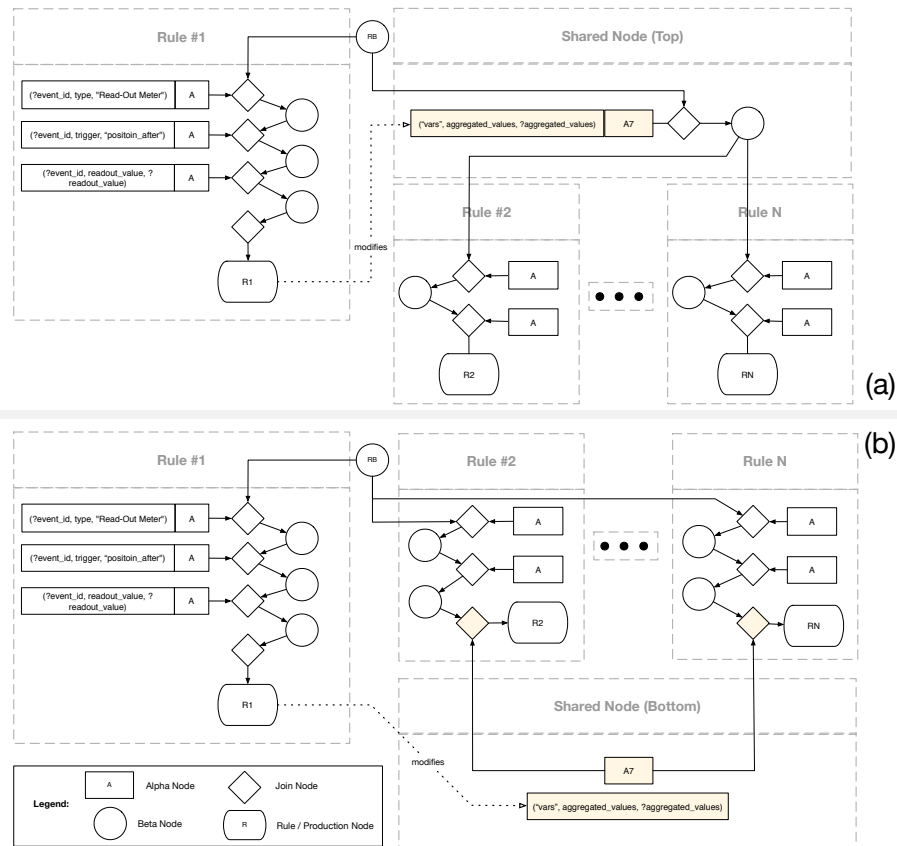 Rule #1
RB
Shared Node (Top)
(?event_id, type, "Read-Out Meter")
A
(?event_id, trigger, "positoin_after")
A
("vars", aggregated_values, ?aggregated_values)
A7
(?event_id, readout_value, ?
readout_value)
A
Rule #2
Rule N
modifies
R1
A
A
A
A
R2
RN
(a)
(b)
Rule #1
RB
Rule #2
Rule N
(?event_id, type, "Read-Out Meter")
A
A
A
(?event_id, trigger, "positoin_after")
A
A
A
(?event_id, readout_value, ?
readout_value)
A
R2
RN
R1
Shared Node (Bottom)
modifies
A7
("vars", aggregated_values, ?aggregated_values)
Legend:
A
Alpha Node
Join Node
Beta Node
R
Rule / Production Node